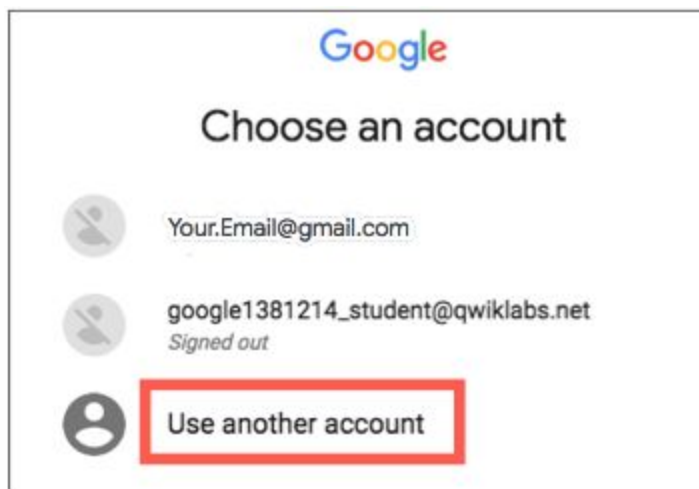 Google
Choose an account
Your.Email@gmail.com
google1381214_student@qwiklabs.net
Signed out
Use another account